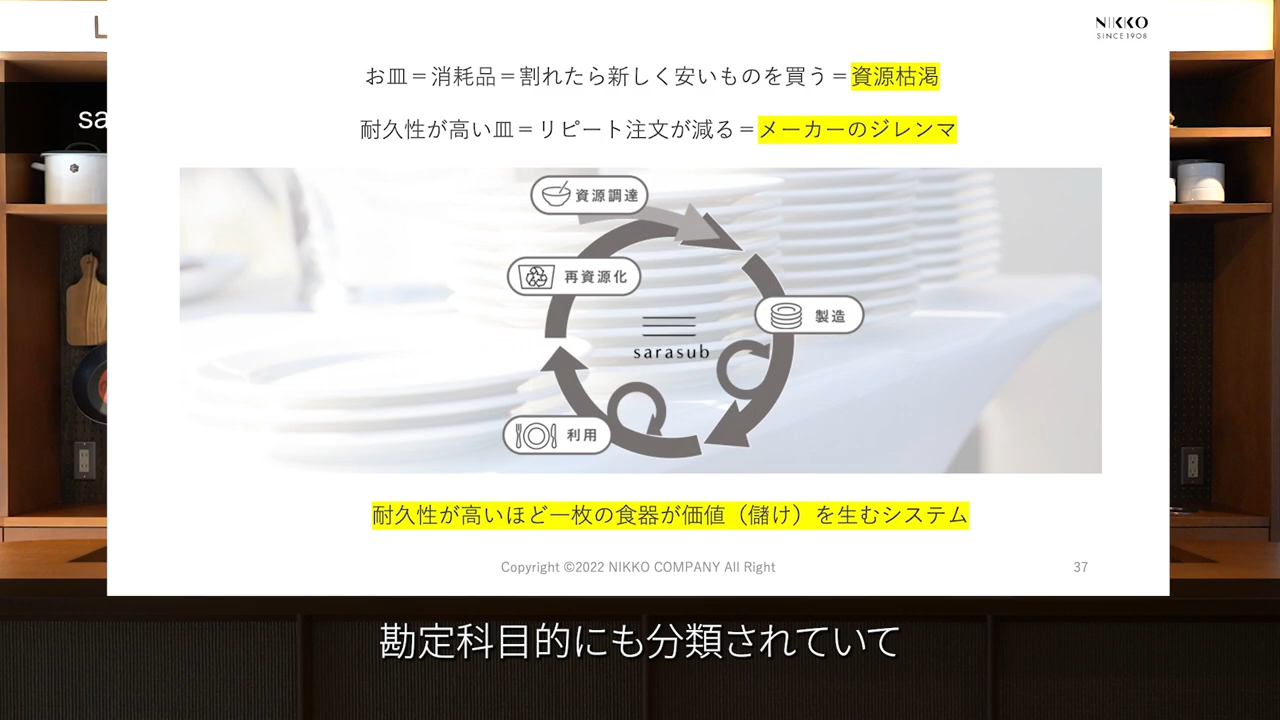 L
NIKKO
SINCE 1908
お皿＝消耗品＝割れたら新しく安いものを買う＝資源枯渇
sa
耐久性が高い皿＝リピート注文が減る＝メーカーのジレンマ
資源調達
再資源化
製造
sarasub
利用
耐久性が高いほど一枚の食器が価値（儲け）を生むシステム
Copyright ©2022 NIKKO COMPANY All Right
37
勘定科目的にも分類されていて